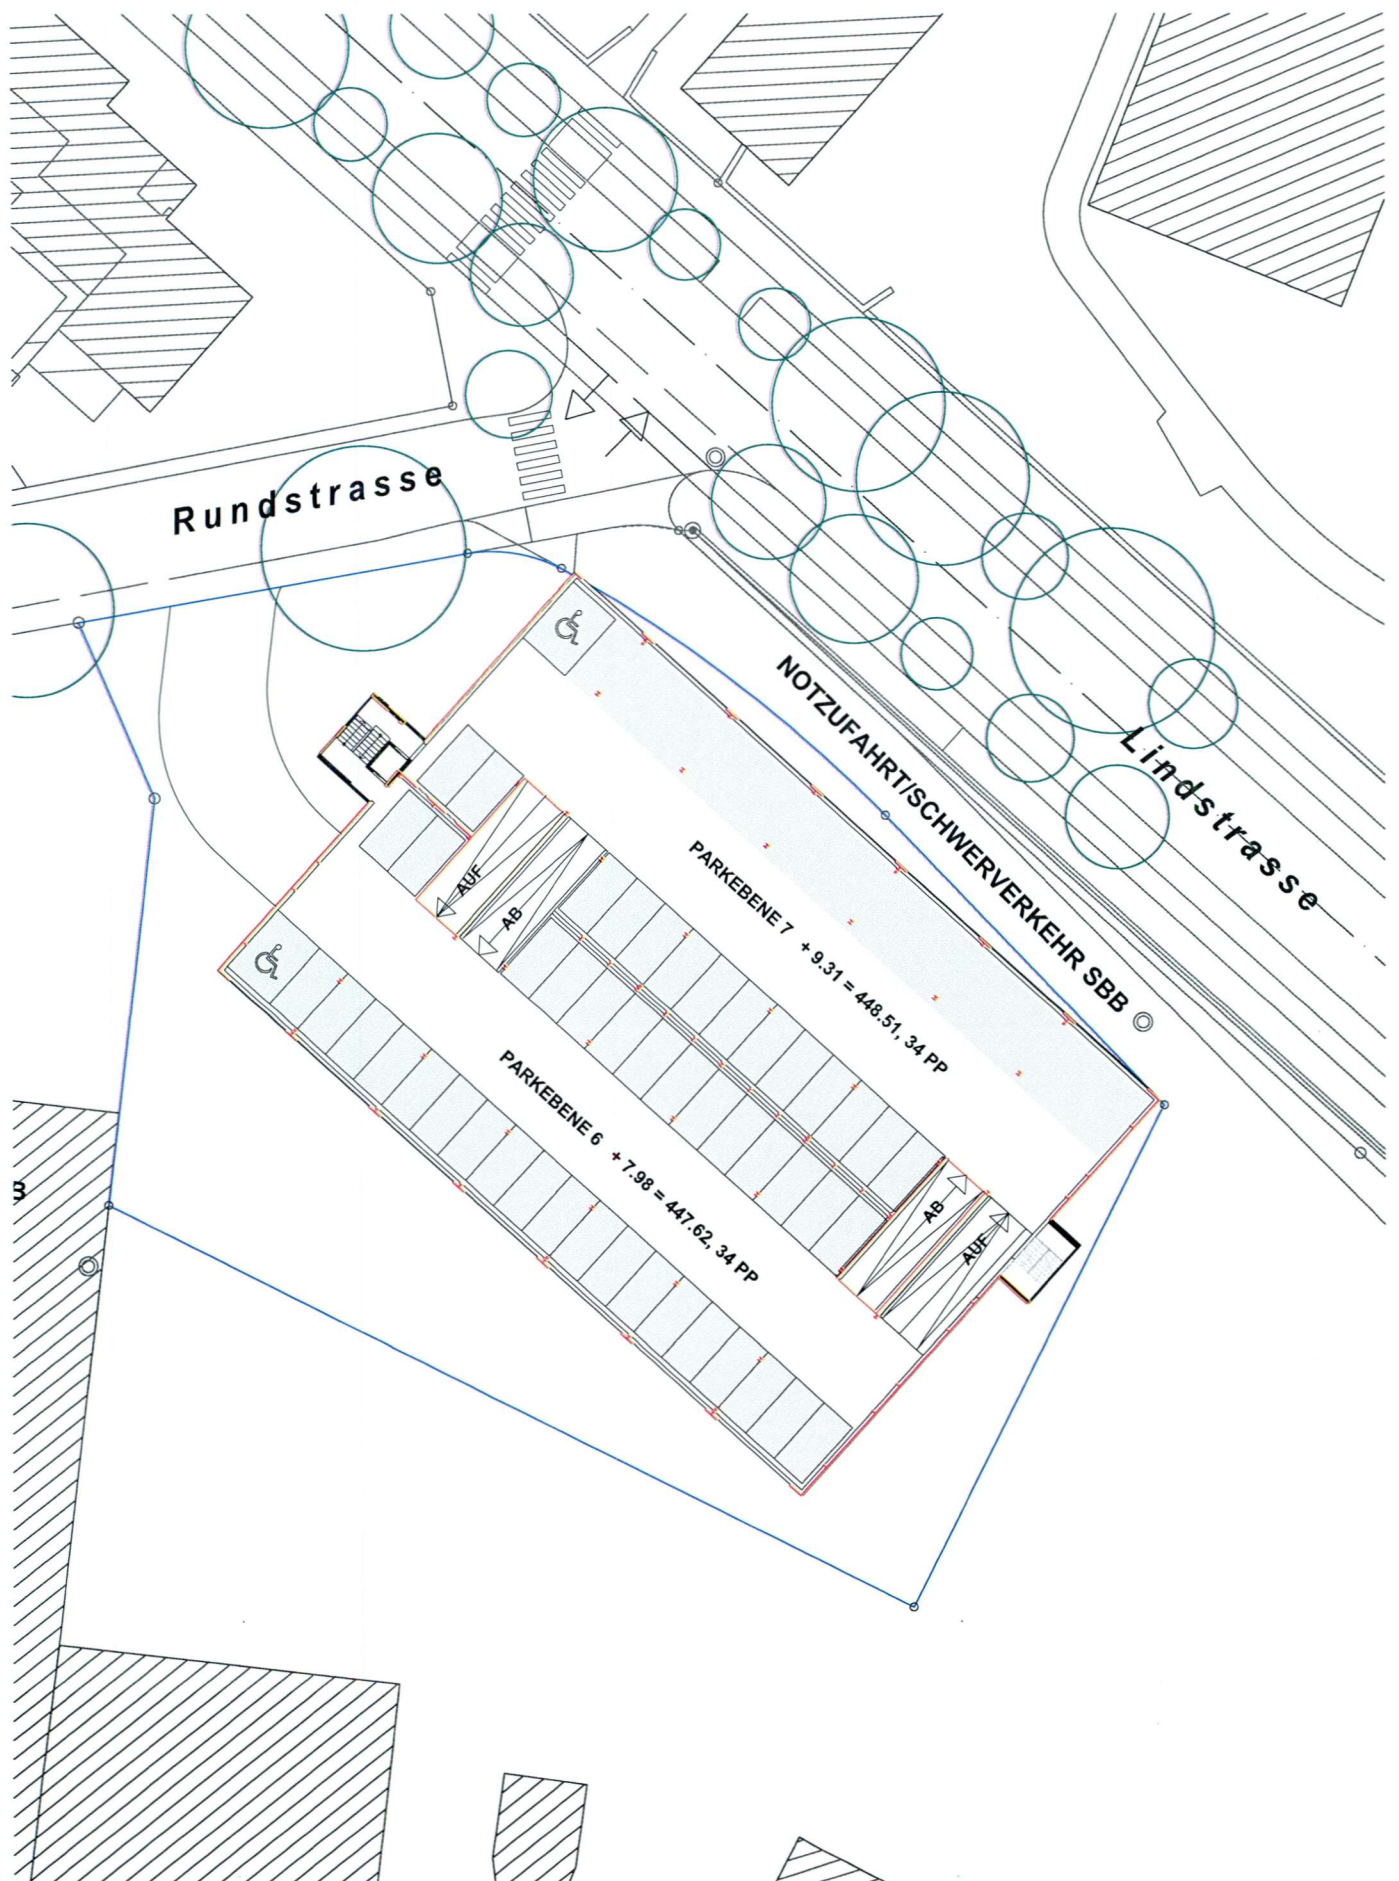 Rundstrasse
NOTZUFAHRT/SCHWERVERKEHR SBB
Lindstrasse
AUF
AB
PARKEBENE 7 + 9.31 = 448.51, 34 PP
PARKEBENE 6 + 7.98 = 447.62, 34 PP
AB
AUF